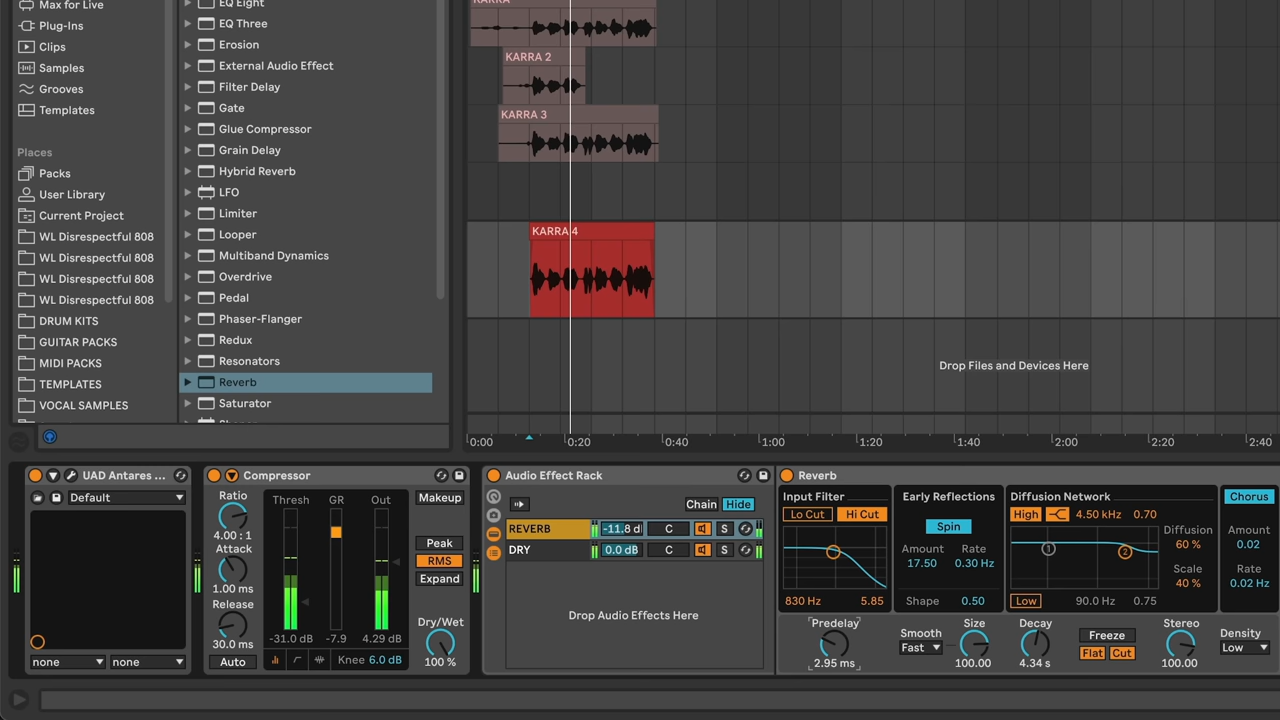 Max for Live
Plug-Ins
Clips
Samples
Grooves
Templates
Places
Packs
User Library
Current Project
WL Disrespectful 808
WL Disrespectful 808
WL Disrespectful 808
WL Disrespectful 808
DRUM KITS
GUITAR PACKS
MIDI PACKS
TEMPLATES
VOCAL SAMPLES
EQ Eight
EQ Three
Erosion
External Audio Effect
Filter Delay
Gate
Glue Compressor
Grain Delay
Hybrid Reverb
LFO
Limiter
Looper
Multiband Dynamics
Overdrive
Pedal
Phaser-Flanger
Redux
Resonators
Reverb
Saturator
KARRA
KARRA 2
KARRA 3
KARRA 4
Drop Files and Devices Here
0:00 0:20 0:40 1:00 1:20 1:40 2:00 2:20 2:40
UAD Antares ...
Default
none none
Compressor
Ratio
4.00 : 1
Attack
1.00 ms
Release
30.0 ms
Auto
Thresh GR Out
-31.0 dB -7.9 4.29 dB
Knee 6.0 dB
Makeup
Peak
RMS
Expand
Dry/Wet
100 %
Audio Effect Rack
Chain Hide
REVERB -11.8 d C S
DRY 0.0 dB C S
Drop Audio Effects Here
Reverb
Input Filter
Lo Cut Hi Cut
830 Hz 5.85
Early Reflections
Spin
Amount Rate
17.50 0.30 Hz
Shape 0.50
Diffusion Network
High 4.50 kHz 0.70
1 2
Low 90.0 Hz 0.75
Diffusion
60 %
Scale
40 %
Chorus
Amount
0.02
Rate
0.02 Hz
Predelay
2.95 ms
Smooth
Fast
Size
100.00
Decay
4.34 s
Freeze
Flat Cut
Stereo
100.00
Density
Low